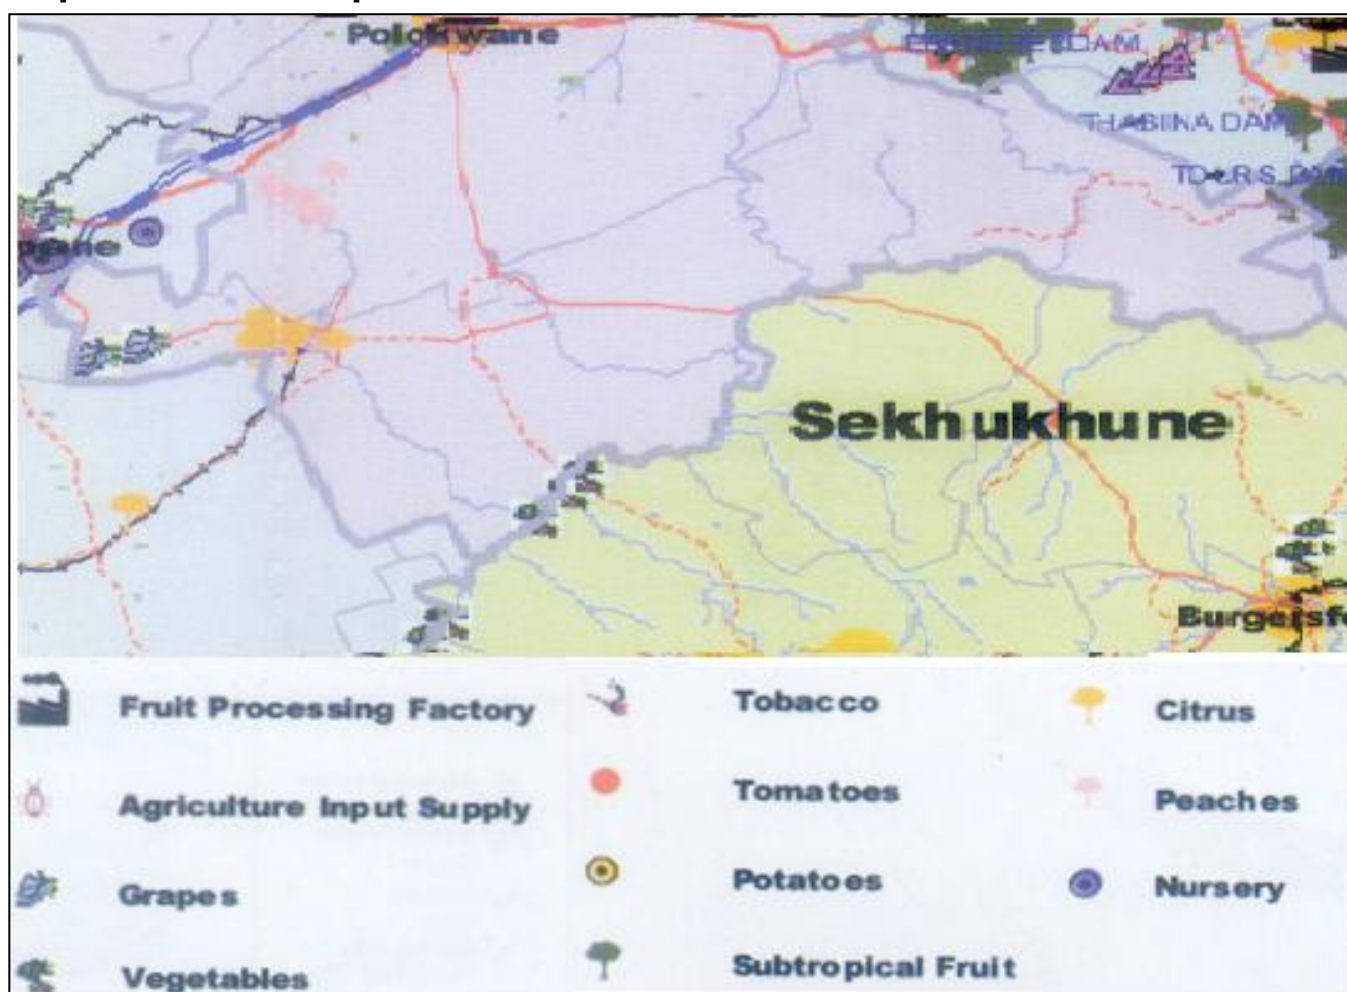 Polokwane
THABINA DAM
Sekhukhune
Fruit Processing Factory
Tobacco
Citrus
Agriculture Input Supply
Tomatoes
Peaches
Grapes
Potatoes
Nursery
Vegetables
Subtropical Fruit